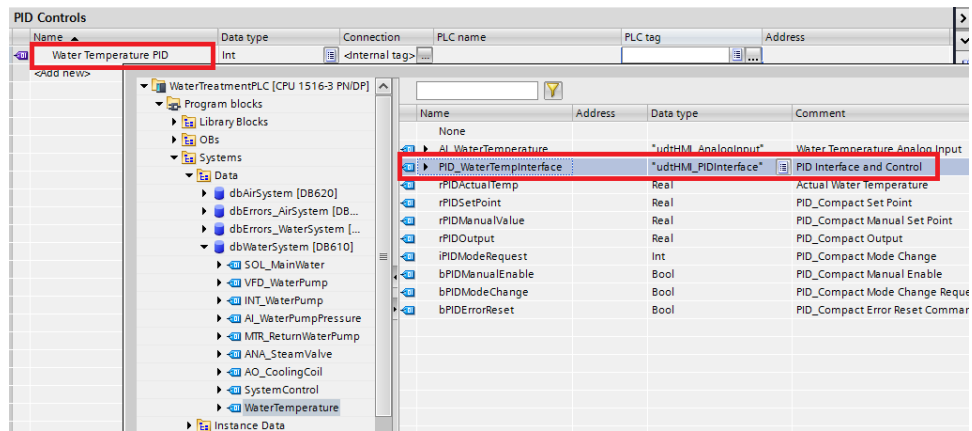 PID Controls
Name Data type Connection PLC name PLC tag Address
Water Temperature PID Int <Internal tag> ...
<Add new>
WaterTreatmentPLC [CPU 1516-3 PN/DP]
Program blocks
Library Blocks
OBs
Systems
Data
dbAirSystem [DB620]
dbErrors_AirSystem [DB...
dbErrors_WaterSystem [...
dbWaterSystem [DB610]
SOL_MainWater
VFD_WaterPump
INT_WaterPump
AI_WaterPumpPressure
MTR_ReturnWaterPump
ANA_SteamValve
AO_CoolingCoil
SystemControl
WaterTemperature
Instance Data
Name Address Data type Comment
None
AI_WaterTemperature "udtHMI_AnalogInput" Water Temperature Analog Input
PID_WaterTempInterface "udtHMI_PIDInterface" PID Interface and Control
rPIDActualTemp Real Actual Water Temperature
rPIDSetPoint Real PID_Compact Set Point
rPIDManualValue Real PID_Compact Manual Set Point
rPIDOutput Real PID_Compact Output
iPIDModeRequest Int PID_Compact Mode Change
bPIDManualEnable Bool PID_Compact Manual Enable
bPIDModeChange Bool PID_Compact Mode Change Reque
bPIDErrorReset Bool PID_Compact Error Reset Commar